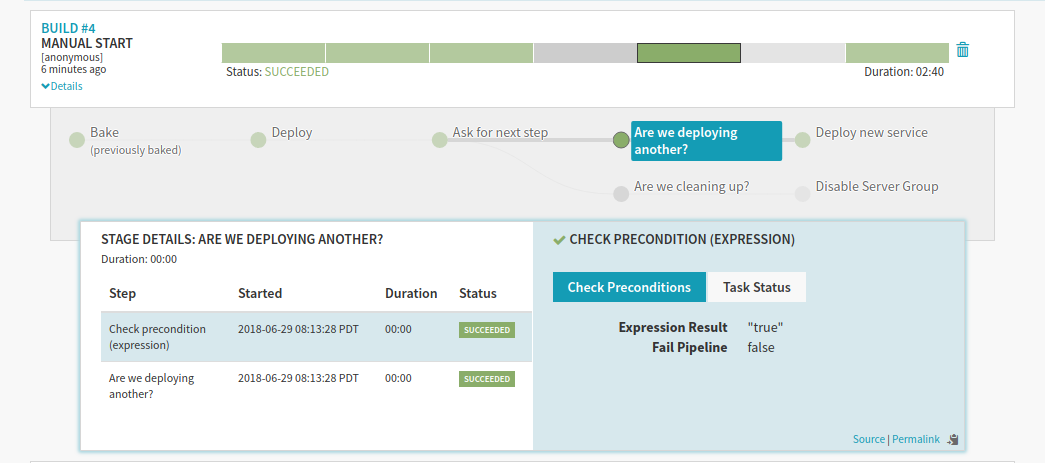 BUILD #4
MANUAL START
[anonymous]
6 minutes ago
Details
Status: SUCCEEDED
Duration: 02:40
Bake
(previously baked)
Deploy
Ask for next step
Are we deploying
another?
Deploy new service
Are we cleaning up?
Disable Server Group
STAGE DETAILS: ARE WE DEPLOYING ANOTHER?
Duration: 00:00
Step Started Duration Status
Check precondition
(expression) 2018-06-29 08:13:28 PDT 00:00 SUCCEEDED
Are we deploying
another? 2018-06-29 08:13:28 PDT 00:00 SUCCEEDED
CHECK PRECONDITION (EXPRESSION)
Check Preconditions Task Status
Expression Result "true"
Fail Pipeline false
Source | Permalink